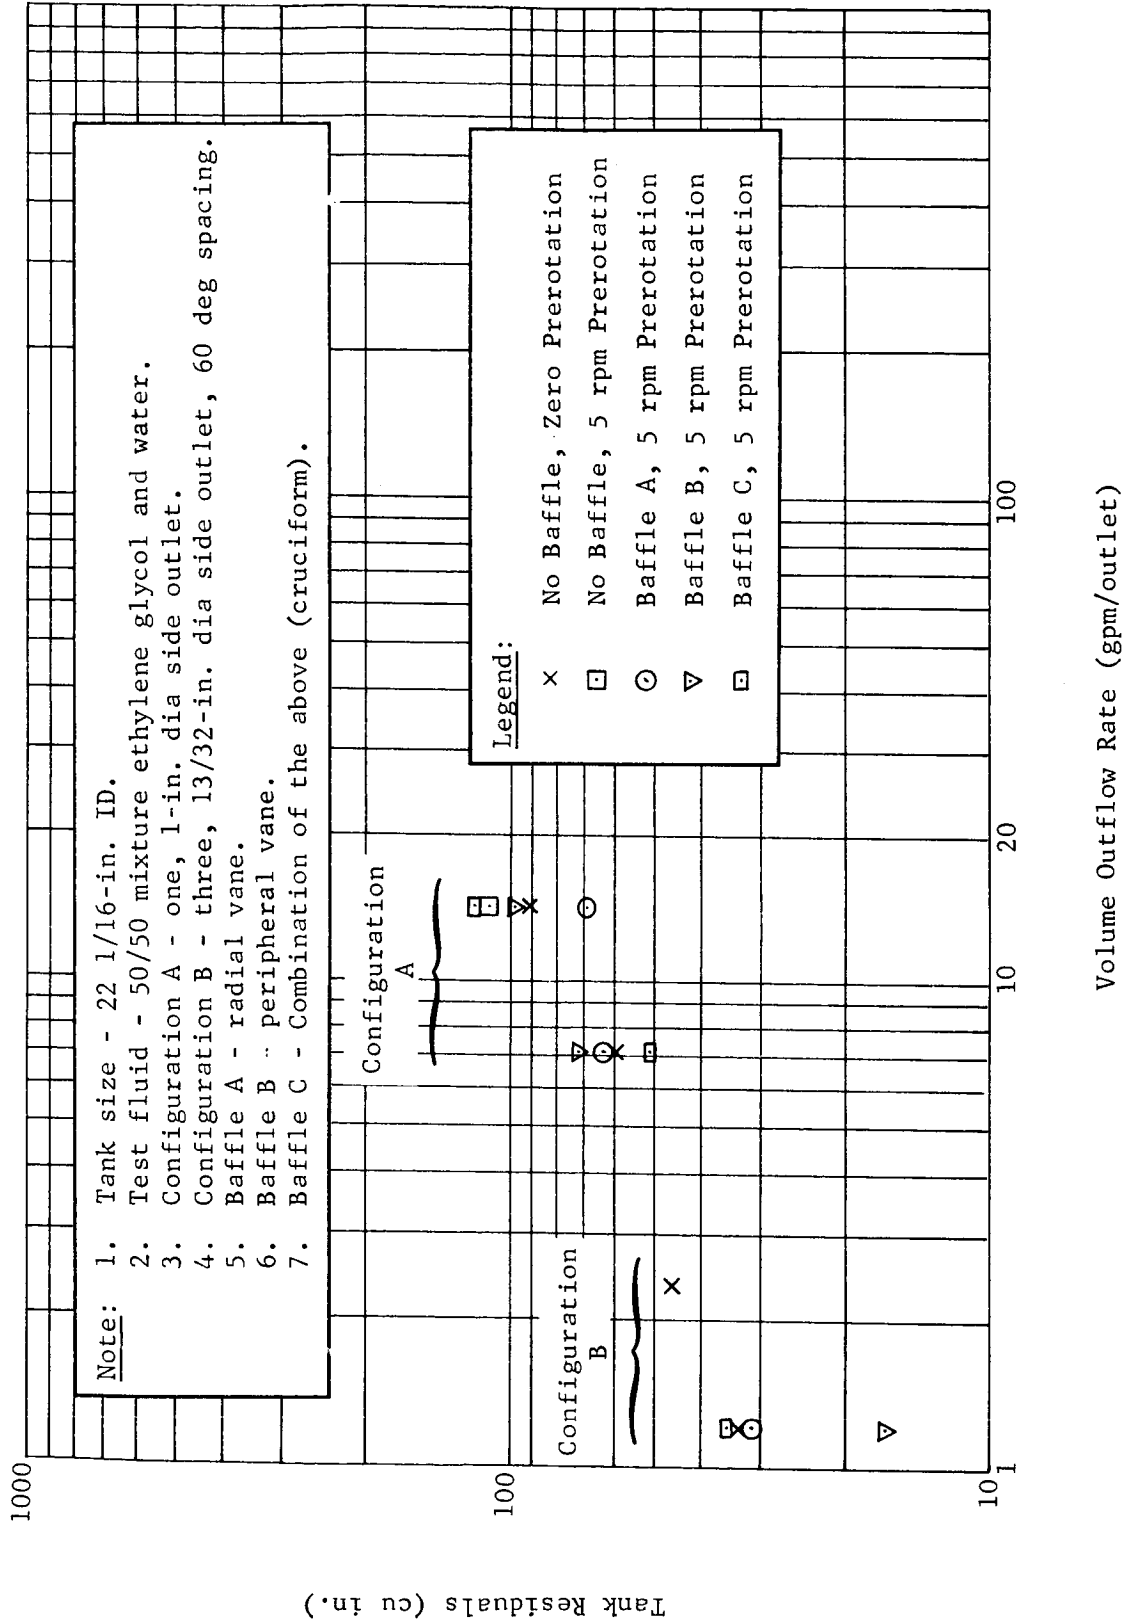 1000
100
10
Tank Residuals (cu in.)
Note:
1. Tank size - 22 1/16-in. ID.
2. Test fluid - 50/50 mixture ethylene glycol and water.
3. Configuration A - one, 1-in. dia side outlet.
4. Configuration B - three, 13/32-in. dia side outlet, 60 deg spacing.
5. Baffle A - radial vane.
6. Baffle B - peripheral vane.
7. Baffle C - Combination of the above (cruciform).
Configuration
A
Configuration
B
Legend:
× No Baffle, Zero Prerotation
⊡ No Baffle, 5 rpm Prerotation
⊙ Baffle A, 5 rpm Prerotation
▽ Baffle B, 5 rpm Prerotation
⊡ Baffle C, 5 rpm Prerotation
1
10
20
100
Volume Outflow Rate (gpm/outlet)